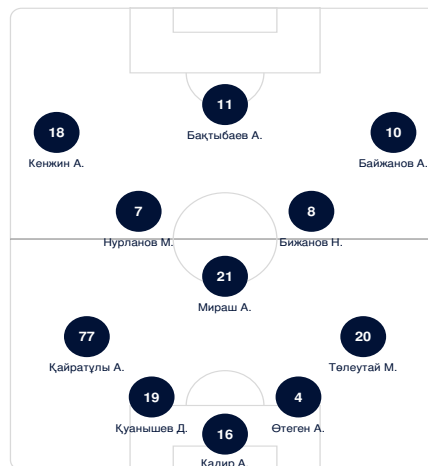 11
Бақтыбаев А.
18
Кенжин А.
10
Байжанов А.
7
Нурланов М.
8
Бижанов Н.
21
Мираш А.
77
Қайратұлы А.
20
Төлеутай М.
19
Қуанышев Д.
4
Өтеген А.
16
Кадир А.